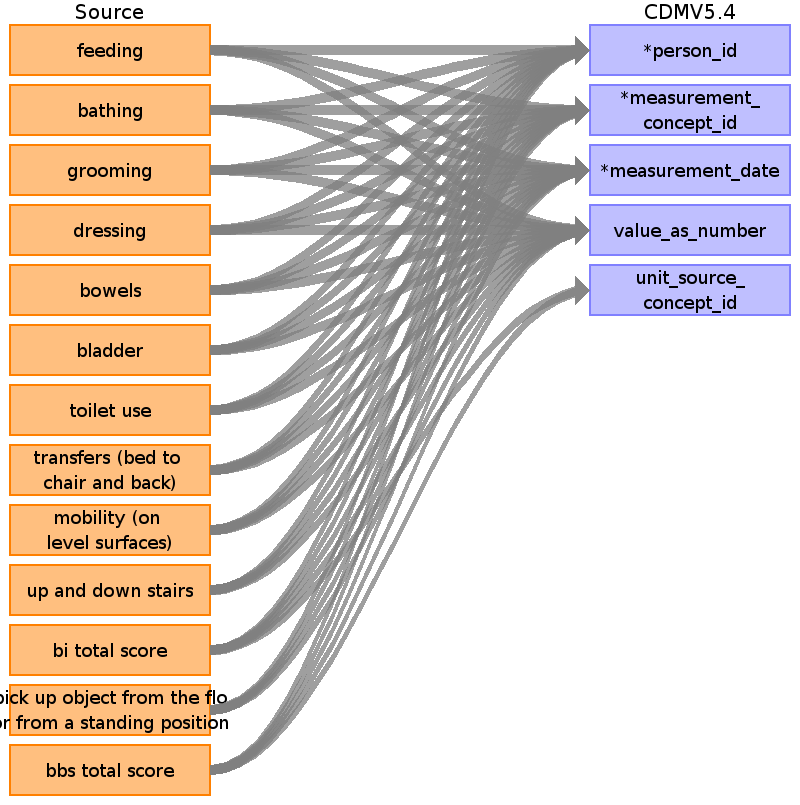 Source
CDMV5.4
feeding
*person_id
bathing
*measurement_
concept_id
grooming
*measurement_date
dressing
value_as_number
bowels
unit_source_
concept_id
bladder
toilet use
transfers (bed to
chair and back)
mobility (on
level surfaces)
up and down stairs
bi total score
pick up object from the flo
or from a standing position
bbs total score